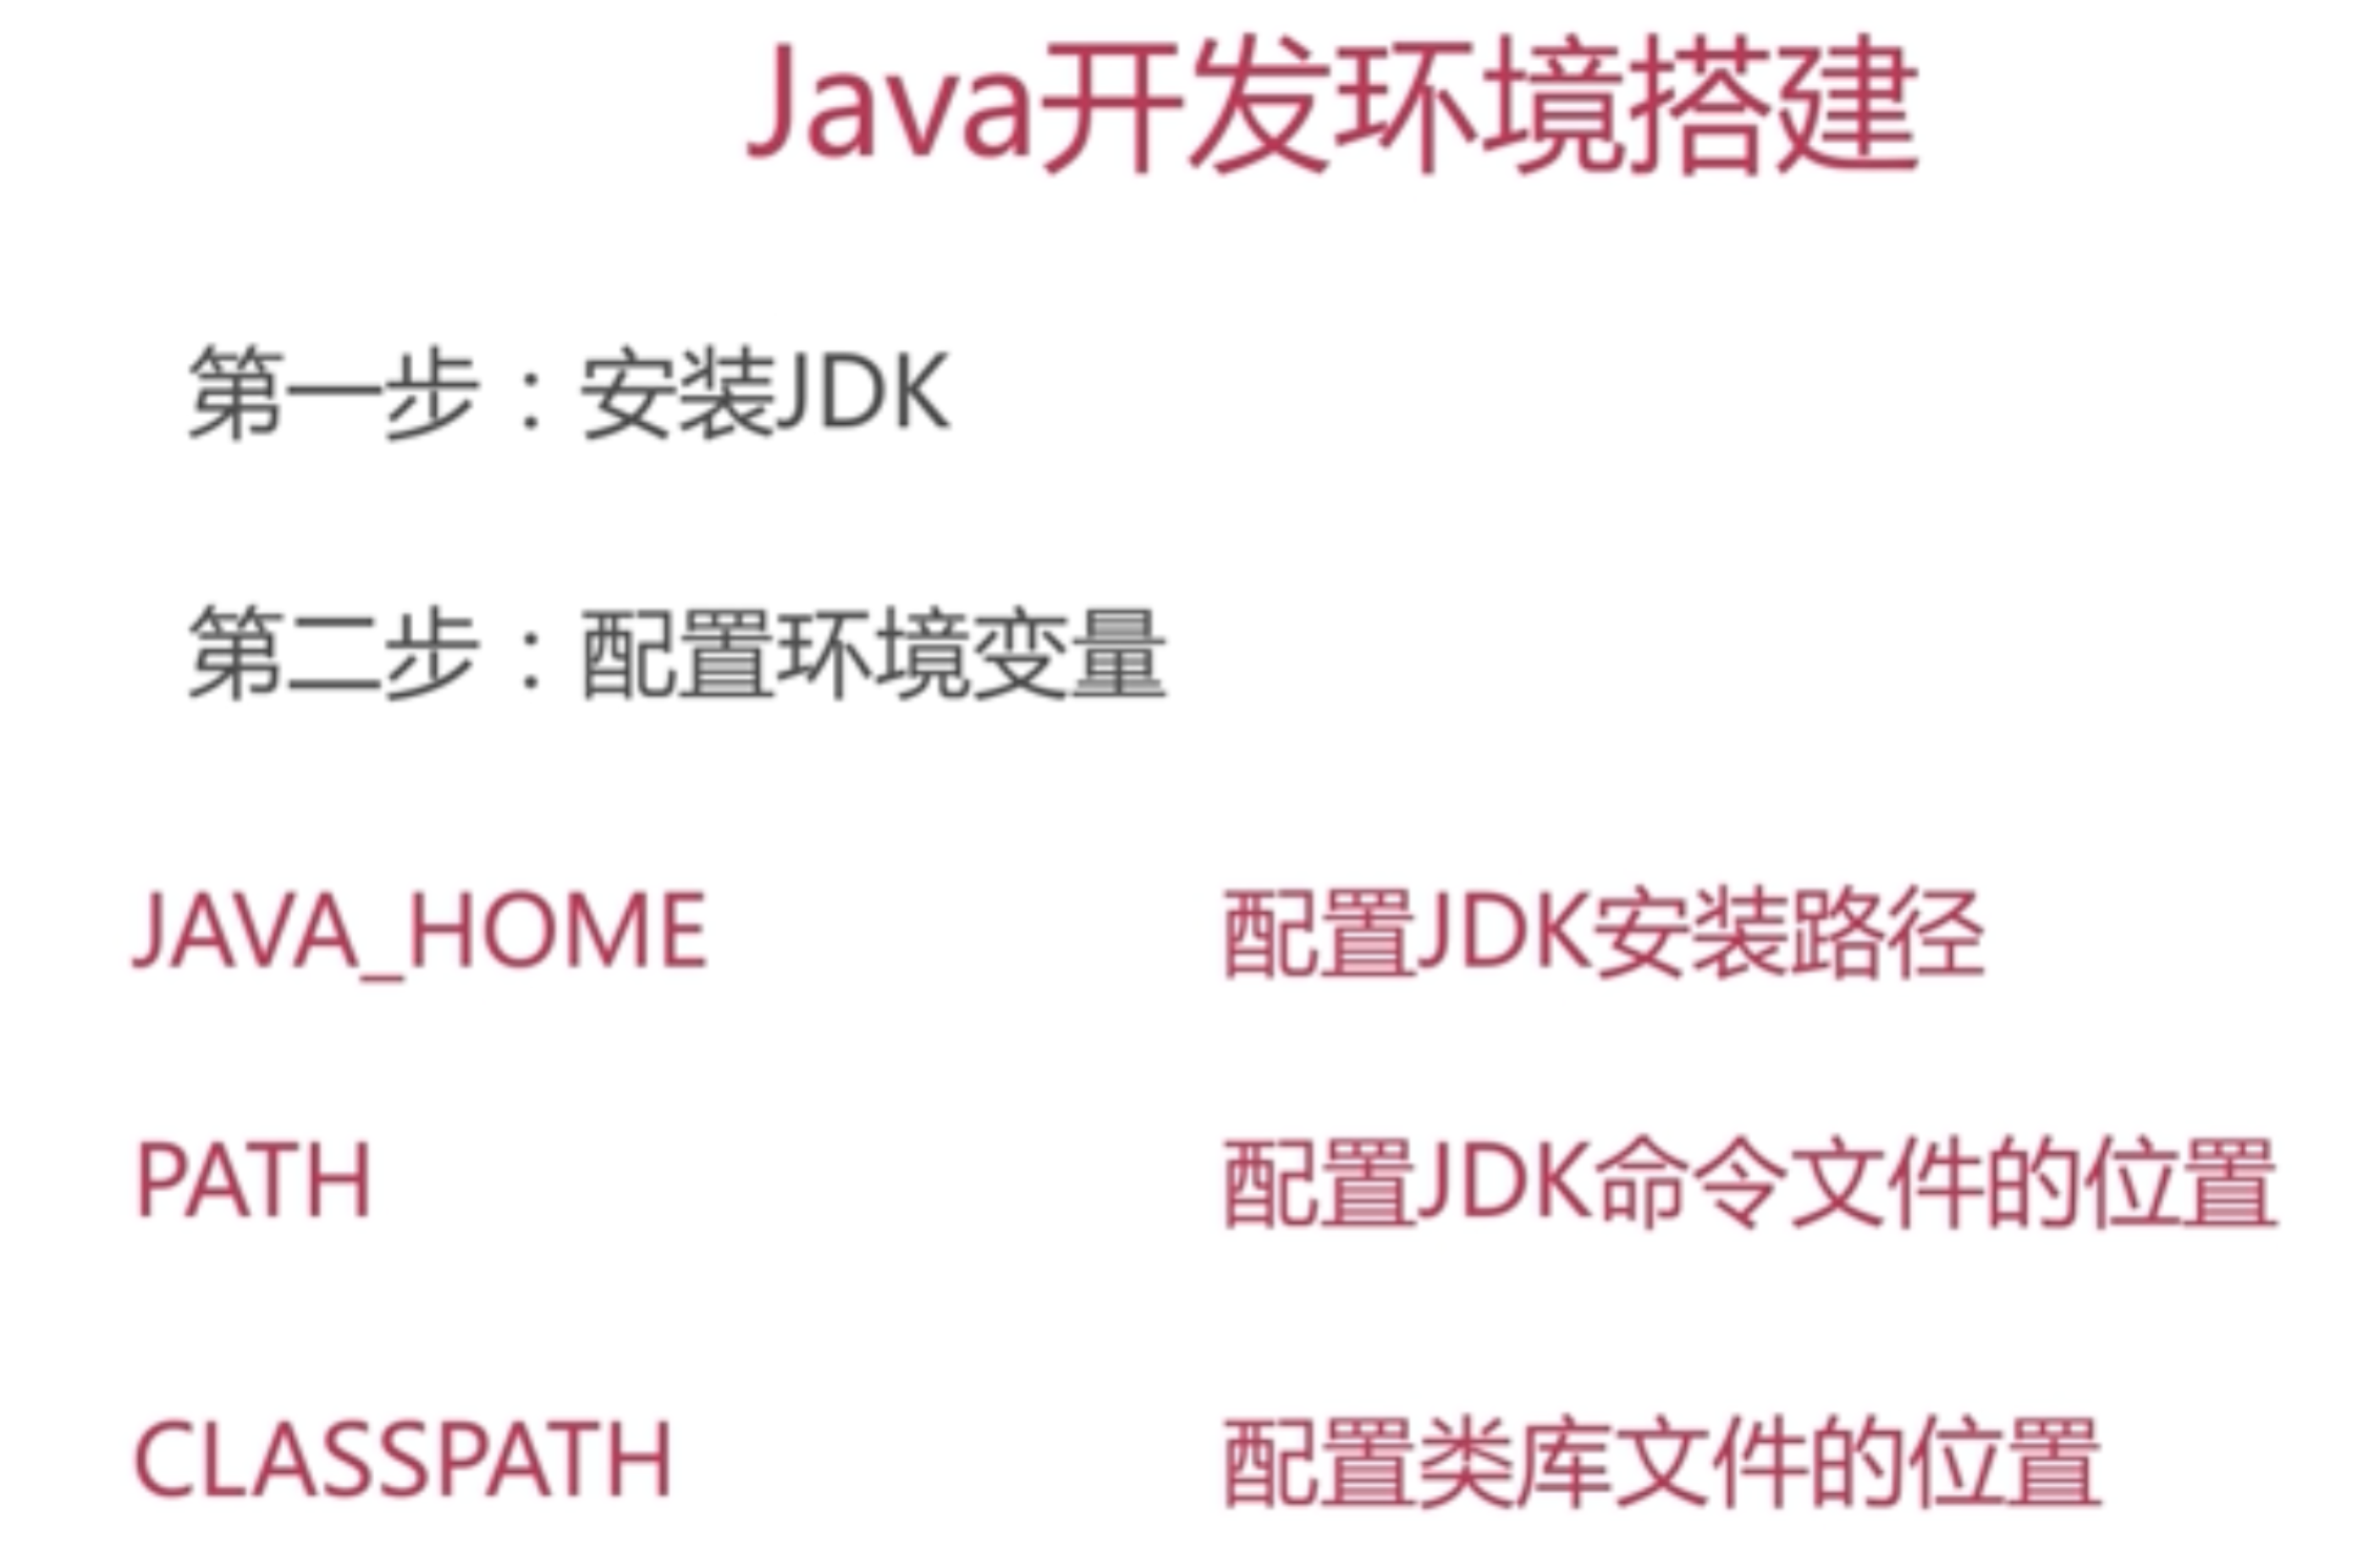 Java开发环境搭建
第一步：安装JDK
第二步：配置环境变量
JAVA_HOME 配置JDK安装路径
PATH 配置JDK命令文件的位置
CLASSPATH 配置类库文件的位置